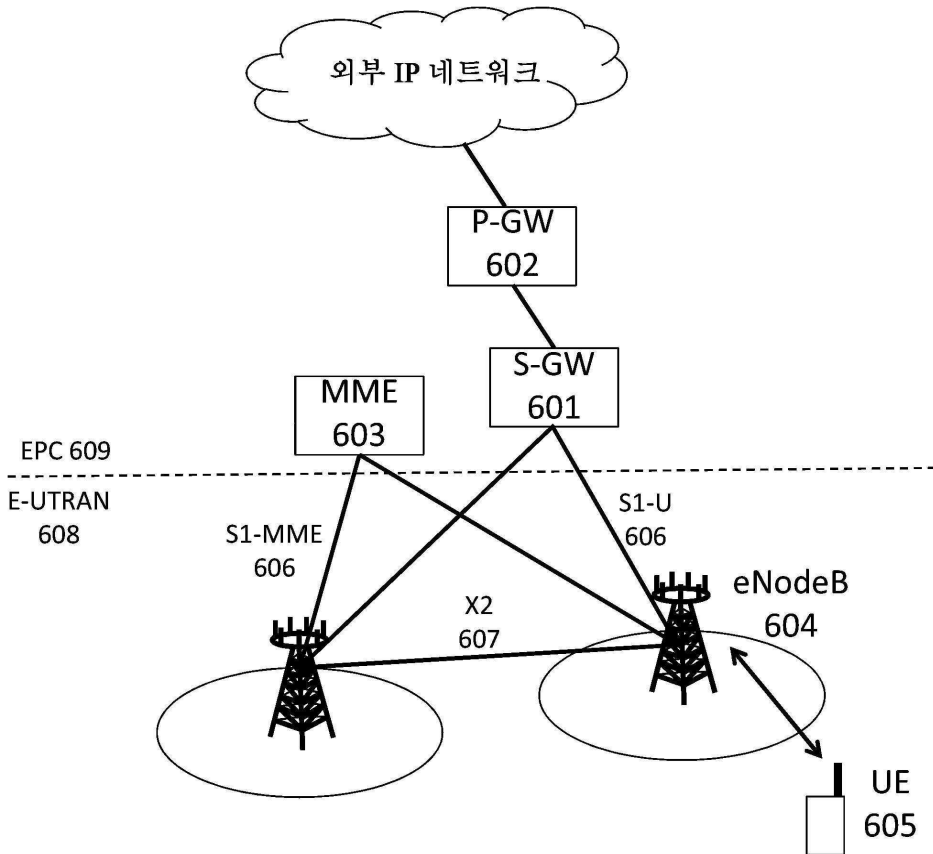 외부 IP 네트워크
P-GW
602
S-GW
601
MME
603
EPC 609
E-UTRAN
608
S1-MME
606
S1-U
606
X2
607
eNodeB
604
UE
605